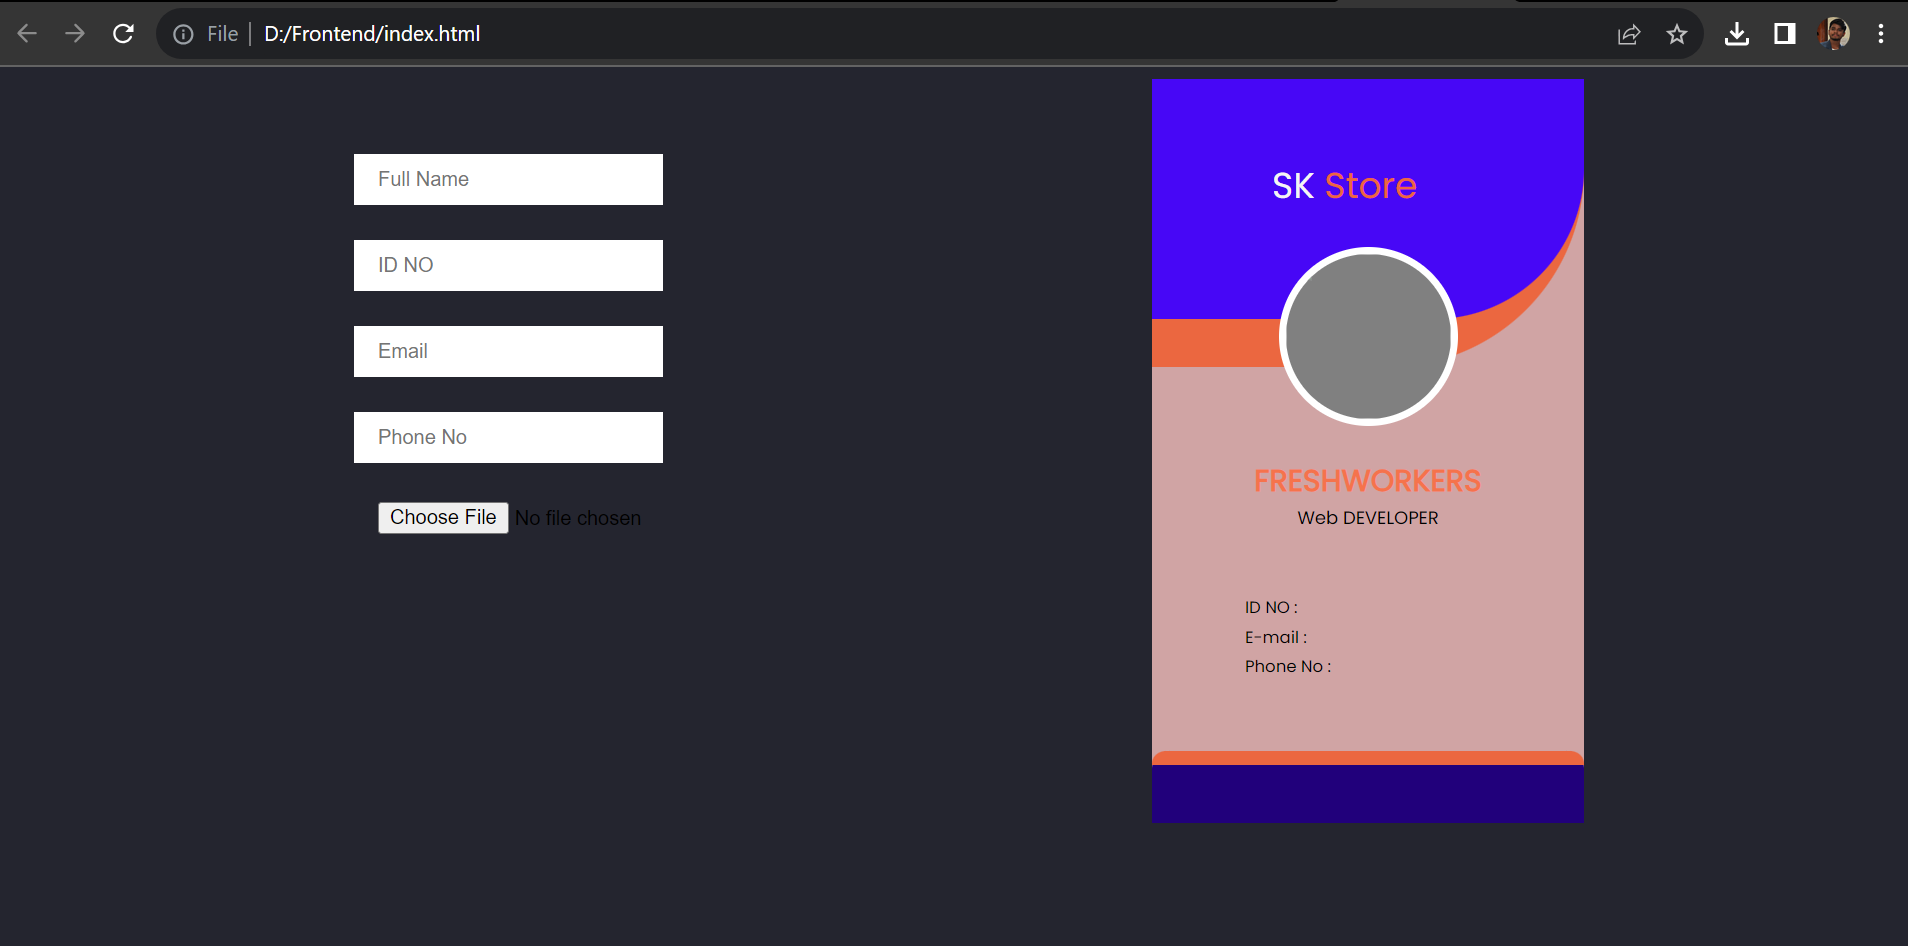 File D:/Frontend/index.html
Full Name
ID NO
Email
Phone No
Choose File No file chosen
SK Store
FRESHWORKERS
Web DEVELOPER
ID NO :
E-mail :
Phone No :